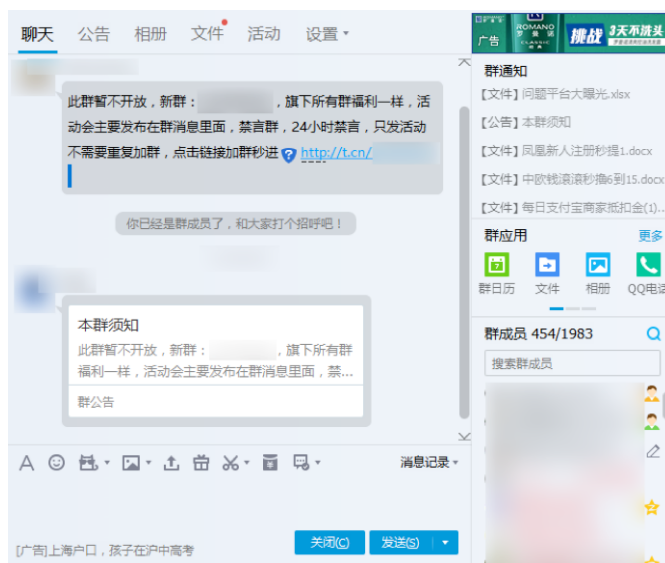 聊天 公告 相册 文件 活动 设置
广告
ROMANO
罗曼诺
CLASSIC
挑战 3天不洗头
群通知
【文件】问题平台大曝光.xlsx
【公告】本群须知
【文件】凤凰新人注册秒提1.docx
【文件】中欧钱滚滚秒撸6到15.docx
【文件】每日支付宝商家抵扣金(1)...
此群暂不开放，新群： ，旗下所有群福利一样，活
动会主要发布在群消息里面，禁言群，24小时禁言，只发活动
不需要重复加群，点击链接加群秒进 http://t.cn/
你已经是群成员了，和大家打个招呼吧！
群应用 更多
群日历 文件 相册 QQ电话
本群须知
此群暂不开放，新群： ，旗下所有群
福利一样，活动会主要发布在群消息里面，禁...
群公告
群成员 454/1983
搜索群成员
消息记录
[广告]上海户口，孩子在沪中高考
关闭(C) 发送(S)